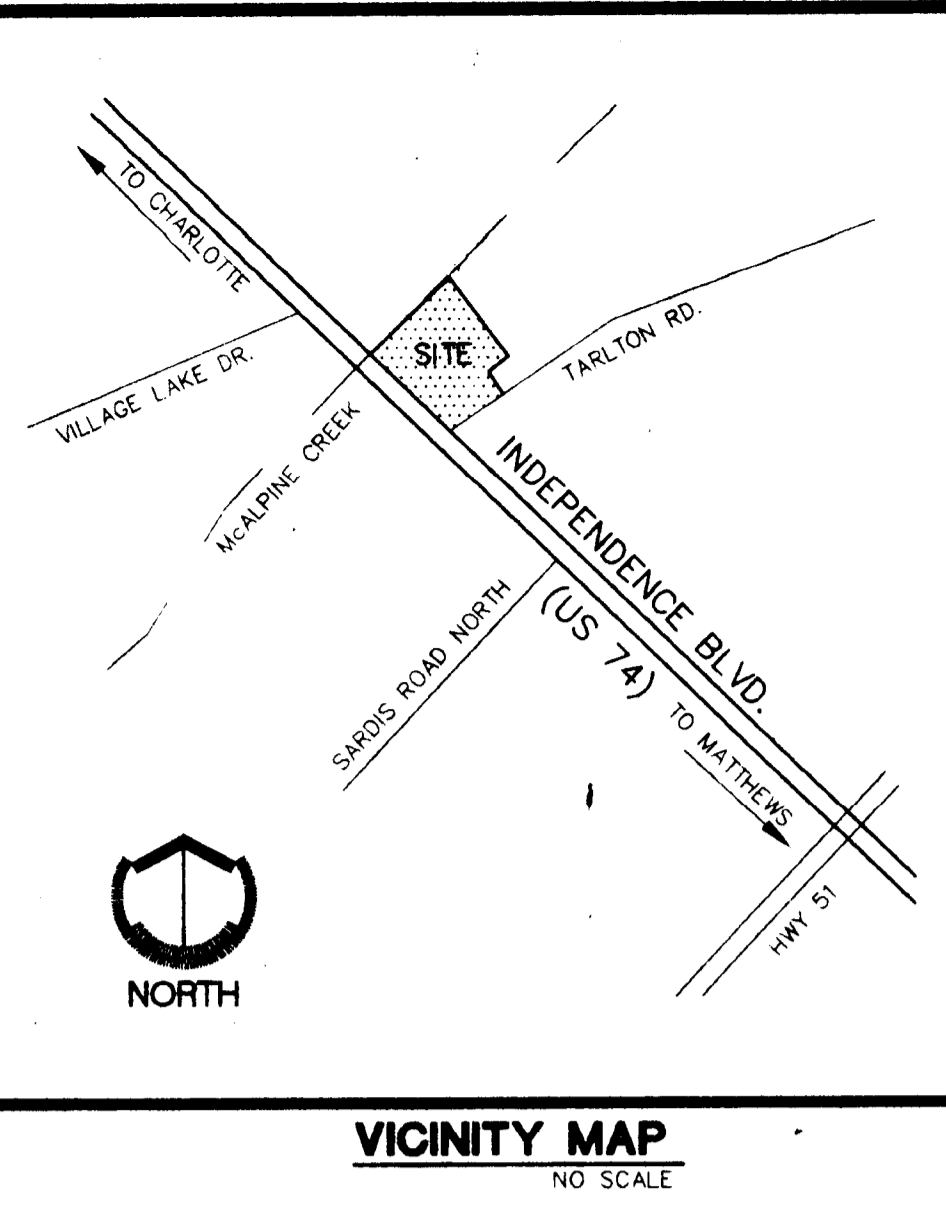 TO CHARLOTTE
SITE
TARLTON RD.
VILLAGE LAKE DR.
McALPINE CREEK
INDEPENDENCE BLVD.
(US 74)
SARDIS ROAD NORTH
TO MATTHEWS
HWY 51
NORTH
VICINITY MAP
NO SCALE